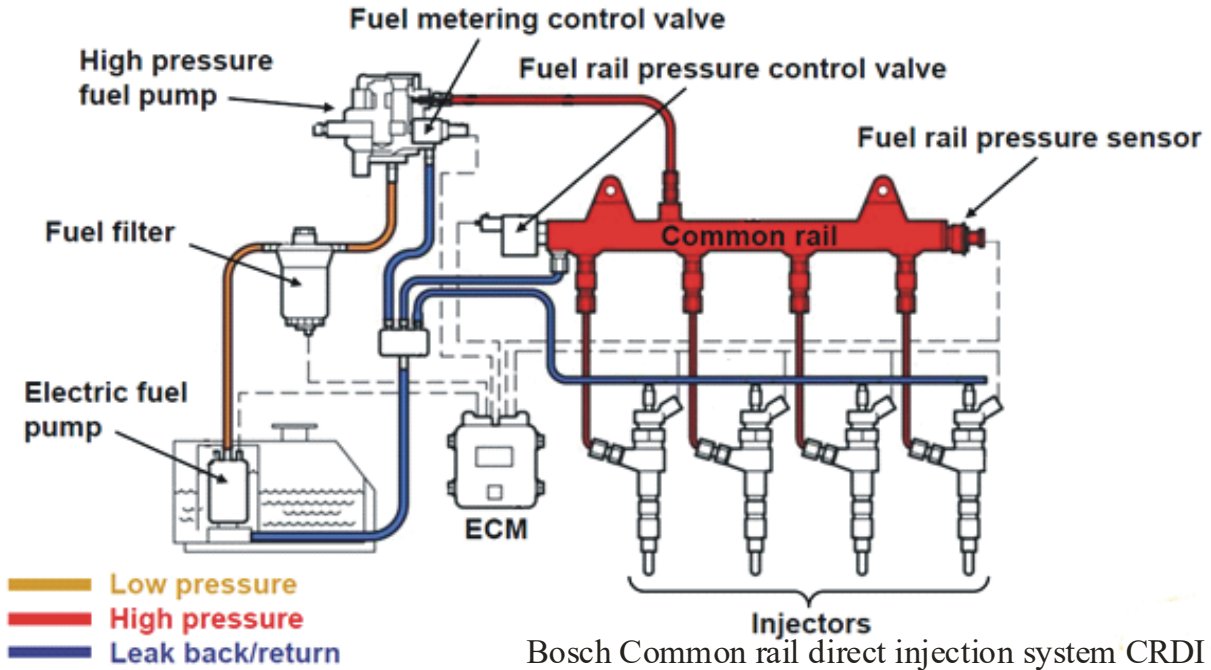 Fuel metering control valve
High pressure
fuel pump
Fuel rail pressure control valve
Fuel rail pressure sensor
Fuel filter
Common rail
Electric fuel
pump
ECM
Low pressure
High pressure
Leak back/return
Injectors
Bosch Common rail direct injection system CRDI